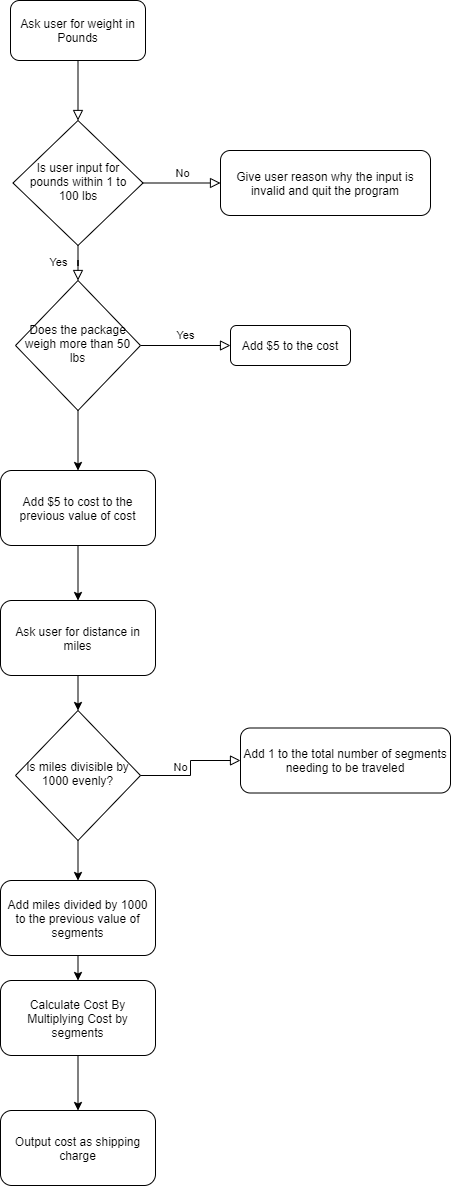 Ask user for weight in
Pounds
Is user input for
pounds within 1 to
100 lbs
No
Give user reason why the input is
invalid and quit the program
Yes
Does the package
weigh more than 50
lbs
Yes
Add $5 to the cost
Add $5 to cost to the
previous value of cost
Ask user for distance in
miles
Is miles divisible by
1000 evenly?
No
Add 1 to the total number of segments
needing to be traveled
Add miles divided by 1000
to the previous value of
segments
Calculate Cost By
Multiplying Cost by
segments
Output cost as shipping
charge